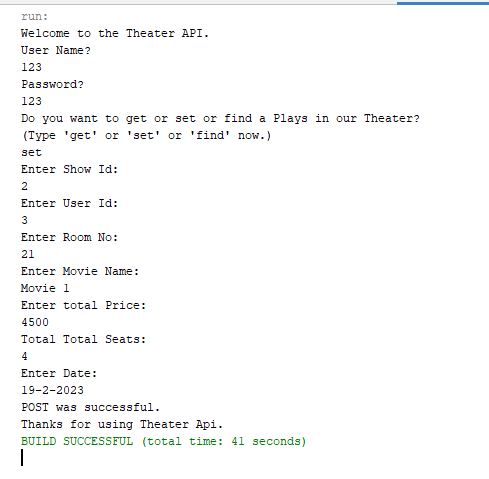 run:
Welcome to the Theater API.
User Name?
123
Password?
123
Do you want to get or set or find a Plays in our Theater?
(Type 'get' or 'set' or 'find' now.)
set
Enter Show Id:
2
Enter User Id:
3
Enter Room No:
21
Enter Movie Name:
Movie 1
Enter total Price:
4500
Total Total Seats:
4
Enter Date:
19-2-2023
POST was successful.
Thanks for using Theater Api.
BUILD SUCCESSFUL (total time: 41 seconds)